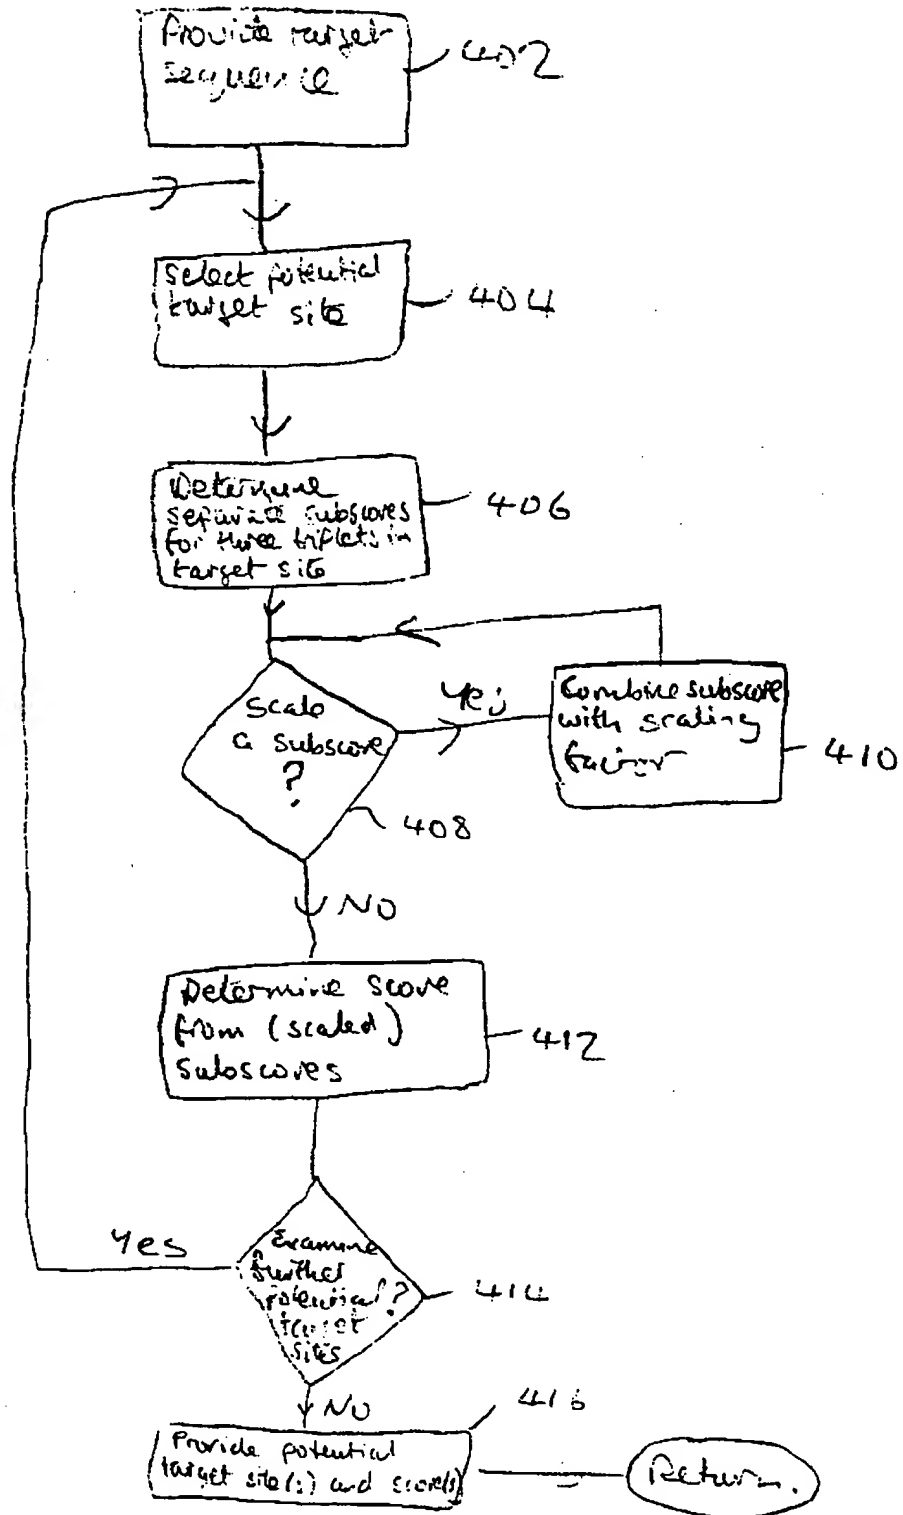 Provide target
sequence
402
Select potential
target site
404
Determine
separate subscores
for three triplets in
target site
406
Scale
a subscore
?
408
Yes
Combine subscore
with scaling
factor
410
NO
Determine score
from (scaled)
subscores
412
Yes
Examine
further
potential ?
target
sites
414
NO
416
Provide potential
target site(s) and score(s)
Return.